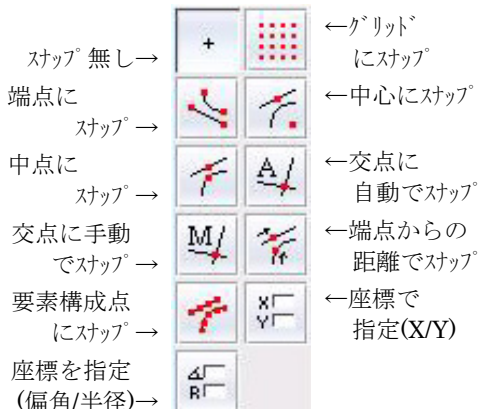 ｽﾅｯﾌﾟ無し→
+
←ｸﾞﾘｯﾄﾞ
にｽﾅｯﾌﾟ
端点に
ｽﾅｯﾌﾟ→
←中心にｽﾅｯﾌﾟ
中点に
ｽﾅｯﾌﾟ→
A
←交点に
自動でｽﾅｯﾌﾟ
交点に手動
でｽﾅｯﾌﾟ→
M
←端点からの
距離でｽﾅｯﾌﾟ
要素構成点
にｽﾅｯﾌﾟ→
X
Y
←座標で
指定(X/Y)
座標を指定
(偏角/半径)→
R